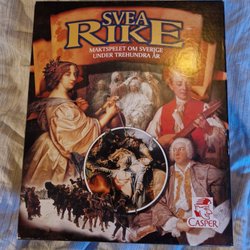 SVEA
RIKE
MAKTSPELET OM SVERIGE
UNDER TREHUNDRA ÅR
CASPER